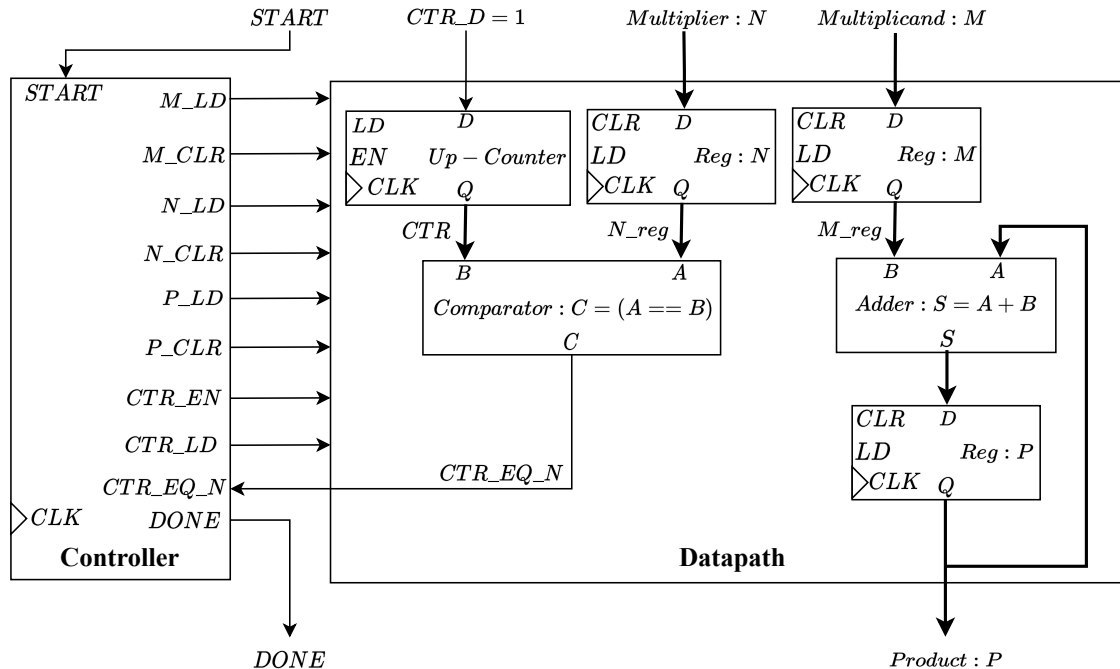 START
CTR_D = 1
Multiplier : N
Multiplicand : M
START
M_LD
M_CLR
N_LD
N_CLR
P_LD
P_CLR
CTR_EN
CTR_LD
CTR_EQ_N
CLK
DONE
Controller
LD
D
EN
Up − Counter
CLK
Q
CLR
D
LD
Reg : N
CLK
Q
CLR
D
LD
Reg : M
CLK
Q
CTR
N_reg
M_reg
B
A
Comparator : C = (A == B)
C
B
A
Adder : S = A + B
S
CLR
D
LD
Reg : P
CLK
Q
CTR_EQ_N
Datapath
DONE
Product : P